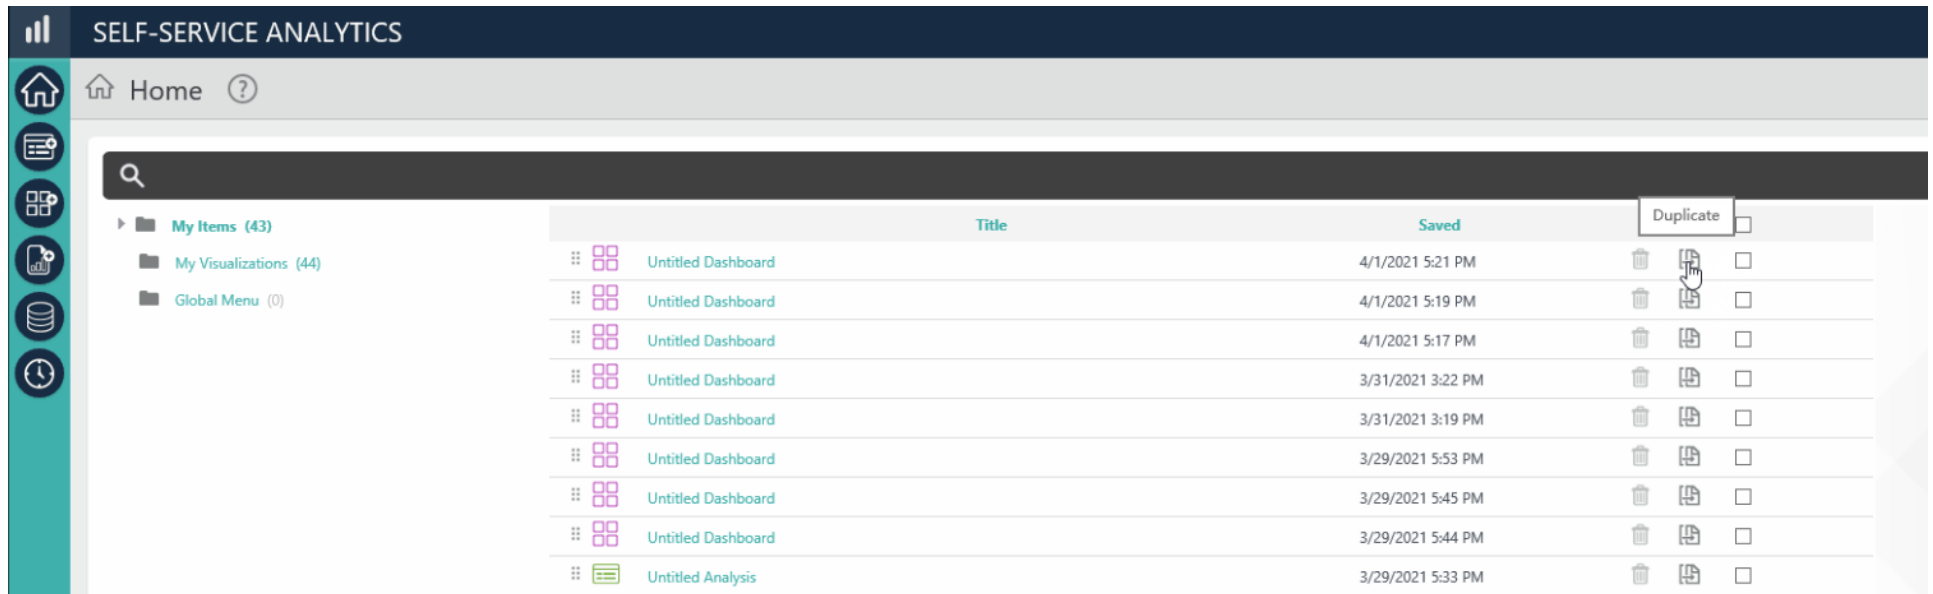 SELF-SERVICE ANALYTICS
Home ?
My Items (43)
My Visualizations (44)
Global Menu (0)
Duplicate
Title Saved
Untitled Dashboard 4/1/2021 5:21 PM
Untitled Dashboard 4/1/2021 5:19 PM
Untitled Dashboard 4/1/2021 5:17 PM
Untitled Dashboard 3/31/2021 3:22 PM
Untitled Dashboard 3/31/2021 3:19 PM
Untitled Dashboard 3/29/2021 5:53 PM
Untitled Dashboard 3/29/2021 5:45 PM
Untitled Dashboard 3/29/2021 5:44 PM
Untitled Analysis 3/29/2021 5:33 PM